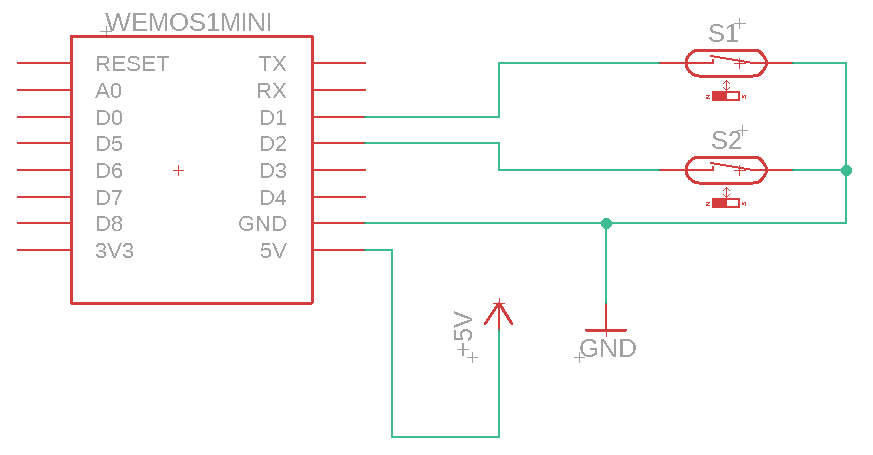 WEMOS1MINI
S1
RESET TX
A0 RX
D0 D1
D5 D2
S2
D6 D3
D7 D4
D8 GND
3V3 5V
+5V
GND